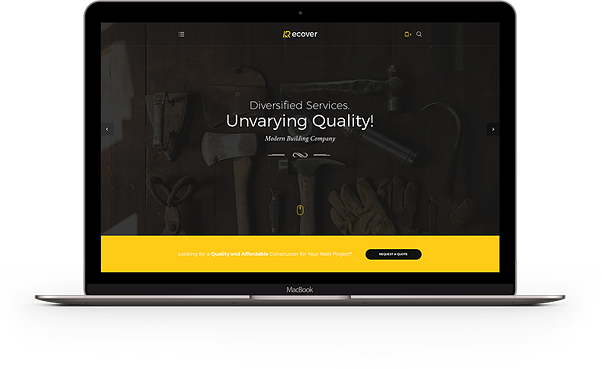 Recover
Diversified Services.
Unvarying Quality!
Modern Building Company
Looking for a Quality and Affordable Constructor for Your Next Project?
REQUEST A QUOTE
MacBook